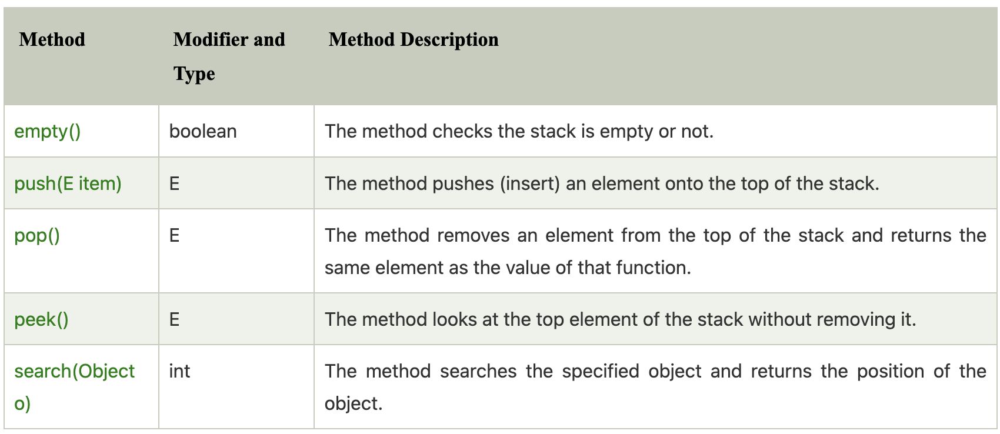 Method
Modifier and
Type
Method Description
empty()
boolean
The method checks the stack is empty or not.
push(E item)
E
The method pushes (insert) an element onto the top of the stack.
pop()
E
The method removes an element from the top of the stack and returns the
same element as the value of that function.
peek()
E
The method looks at the top element of the stack without removing it.
search(Object
o)
int
The method searches the specified object and returns the position of the
object.